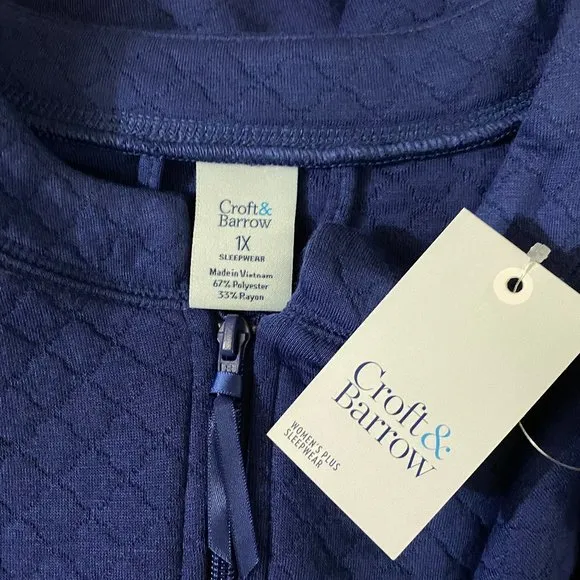 Croft&
Barrow
1X
SLEEPWEAR
Made in Vietnam
67% Polyester
33% Rayon
Croft&
Barrow
WOMEN'S PLUS
SLEEPWEAR